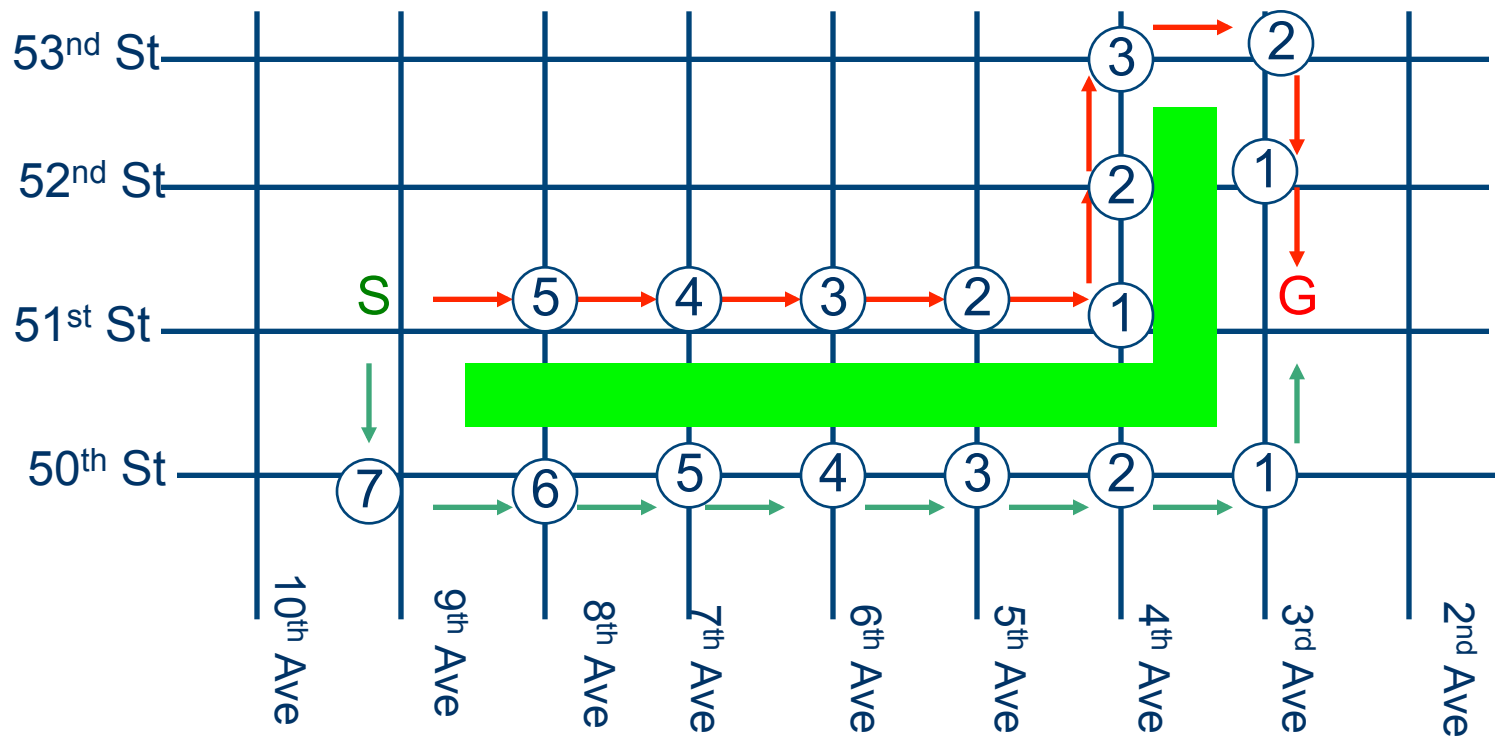 53nd St 3 2
52nd St 2 1
S 5 4 3 2 1 G
51st St
50th St 7 6 5 4 3 2 1
10th Ave
9th Ave
8th Ave
7th Ave
6th Ave
5th Ave
4th Ave
3rd Ave
2nd Ave